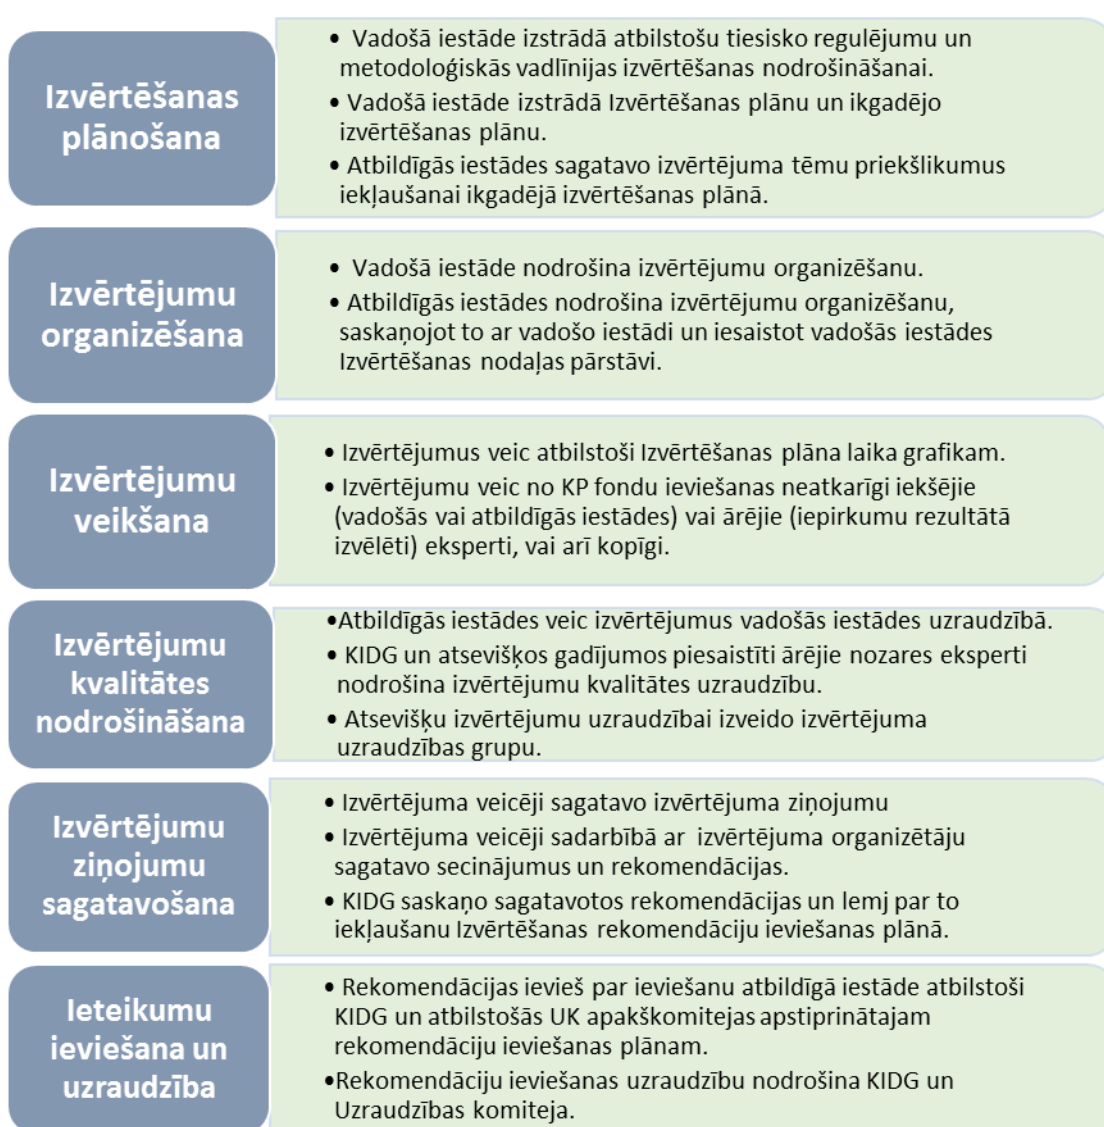 Izvērtēšanas
plānošana
• Vadošā iestāde izstrādā atbilstošu tiesisko regulējumu un
metodoloģiskās vadlīnijas izvērtēšanas nodrošināšanai.
• Vadošā iestāde izstrādā Izvērtēšanas plānu un ikgadējo
izvērtēšanas plānu.
• Atbildīgās iestādes sagatavo izvērtējuma tēmu priekšlikumus
iekļaušanai ikgadējā izvērtēšanas plānā.
Izvērtējumu
organizēšana
• Vadošā iestāde nodrošina izvērtējumu organizēšanu.
• Atbildīgās iestādes nodrošina izvērtējumu organizēšanu,
saskaņojot to ar vadošo iestādi un iesaistot vadošās iestādes
Izvērtēšanas nodaļas pārstāvi.
Izvērtējumu
veikšana
• Izvērtējumus veic atbilstoši Izvērtēšanas plāna laika grafikam.
• Izvērtējumu veic no KP fondu ieviešanas neatkarīgi iekšējie
(vadošās vai atbildīgās iestādes) vai ārējie (iepirkumu rezultātā
izvēlēti) eksperti, vai arī kopīgi.
Izvērtējumu
kvalitātes
nodrošināšana
•Atbildīgās iestādes veic izvērtējumus vadošās iestādes uzraudzībā.
• KIDG un atsevišķos gadījumos piesaistīti ārējie nozares eksperti
nodrošina izvērtējumu kvalitātes uzraudzību.
• Atsevišķu izvērtējumu uzraudzībai izveido izvērtējuma
uzraudzības grupu.
Izvērtējumu
ziņojumu
sagatavošana
• Izvērtējuma veicēji sagatavo izvērtējuma ziņojumu
• Izvērtējuma veicēji sadarbībā ar izvērtējuma organizētāju
sagatavo secinājumus un rekomendācijas.
• KIDG saskaņo sagatavotos rekomendācijas un lemj par to
iekļaušanu Izvērtēšanas rekomendāciju ieviešanas plānā.
Ieteikumu
ieviešana un
uzraudzība
• Rekomendācijas ievieš par ieviešanu atbildīgā iestāde atbilstoši
KIDG un atbilstošās UK apakškomitejas apstiprinātajam
rekomendāciju ieviešanas plānam.
•Rekomendāciju ieviešanas uzraudzību nodrošina KIDG un
Uzraudzības komiteja.